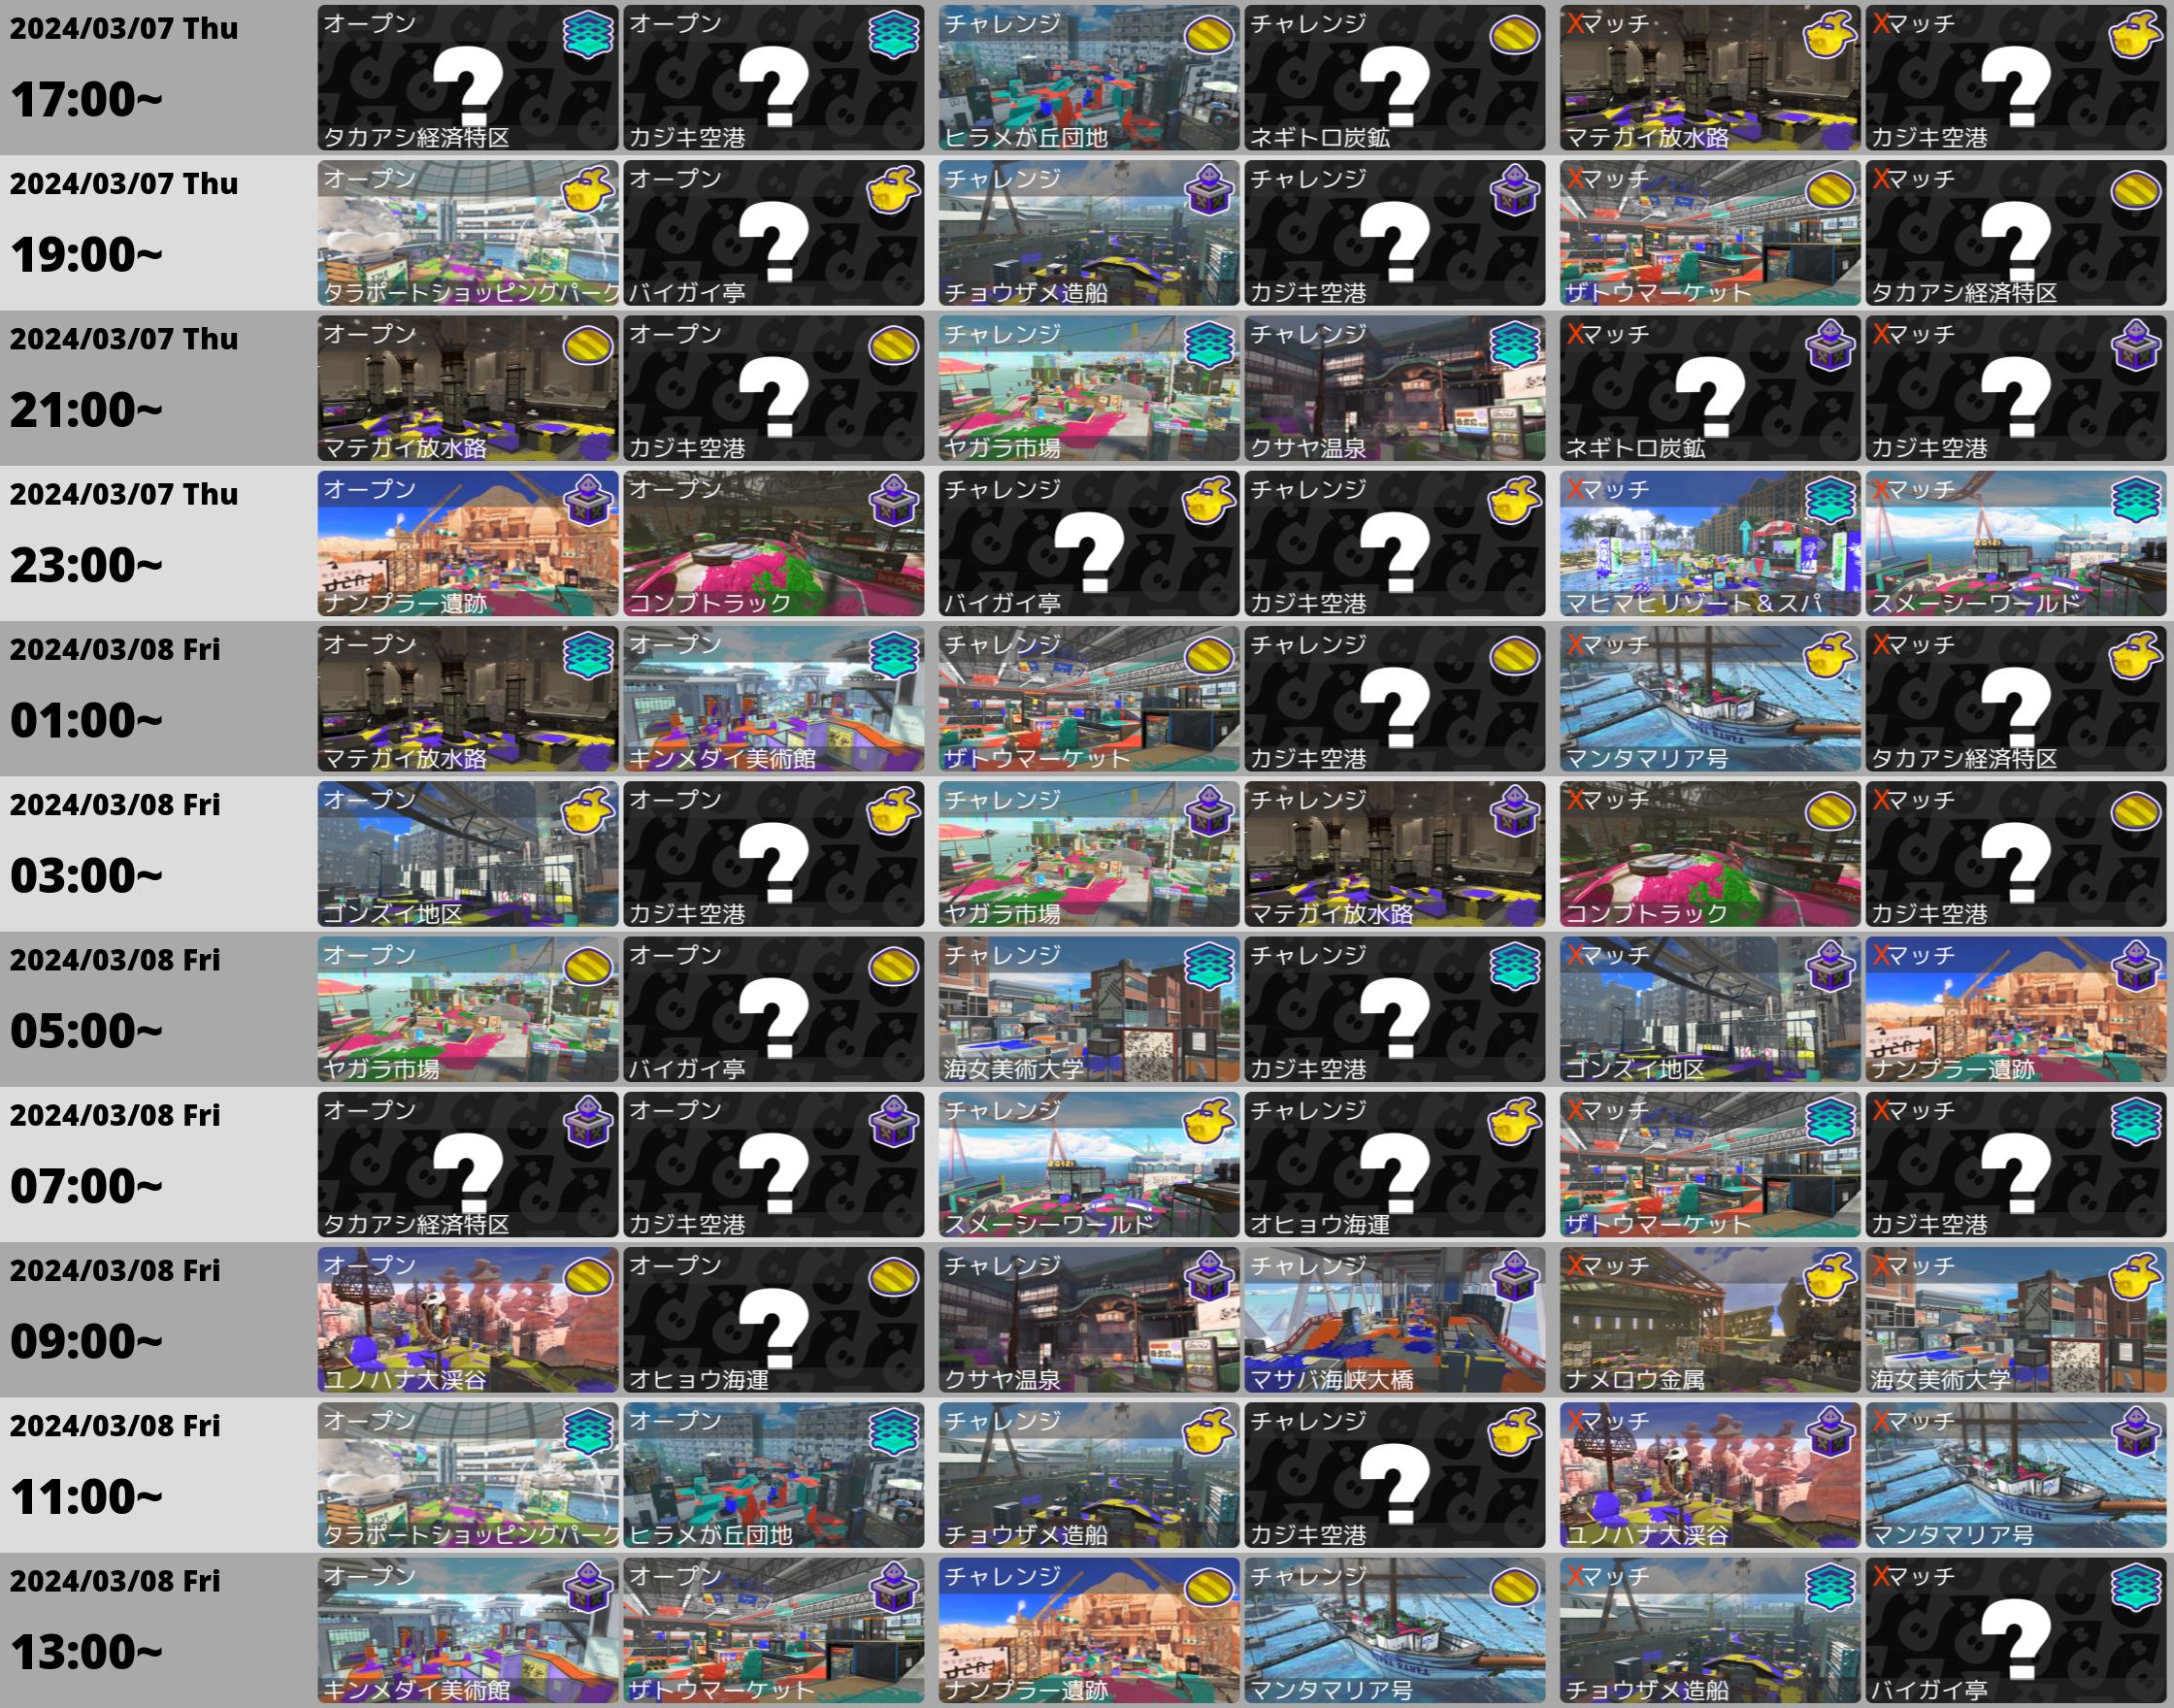 2024/03/07 Thu
17:00~
オープン
タカアシ経済特区
オープン
カジキ空港
チャレンジ
ヒラメが丘団地
チャレンジ
ネギトロ炭鉱
Xマッチ
マテガイ放水路
Xマッチ
カジキ空港
2024/03/07 Thu
19:00~
オープン
タラポートショッピングパーク
オープン
バイガイ亭
チャレンジ
チョウザメ造船
チャレンジ
カジキ空港
Xマッチ
ザトウマーケット
Xマッチ
タカアシ経済特区
2024/03/07 Thu
21:00~
オープン
マテガイ放水路
オープン
カジキ空港
チャレンジ
ヤガラ市場
チャレンジ
クサヤ温泉
Xマッチ
ネギトロ炭鉱
Xマッチ
カジキ空港
2024/03/07 Thu
23:00~
オープン
ナンプラー遺跡
オープン
コンブトラック
チャレンジ
バイガイ亭
チャレンジ
カジキ空港
Xマッチ
マヒマヒリゾート&スパ
Xマッチ
スメーシーワールド
2024/03/08 Fri
01:00~
オープン
マテガイ放水路
オープン
キンメダイ美術館
チャレンジ
ザトウマーケット
チャレンジ
カジキ空港
Xマッチ
マンタマリア号
Xマッチ
タカアシ経済特区
2024/03/08 Fri
03:00~
オープン
ゴンズイ地区
オープン
カジキ空港
チャレンジ
ヤガラ市場
チャレンジ
マテガイ放水路
Xマッチ
コンブトラック
Xマッチ
カジキ空港
2024/03/08 Fri
05:00~
オープン
ヤガラ市場
オープン
バイガイ亭
チャレンジ
海女美術大学
チャレンジ
カジキ空港
Xマッチ
ゴンズイ地区
Xマッチ
ナンプラー遺跡
2024/03/08 Fri
07:00~
オープン
タカアシ経済特区
オープン
カジキ空港
チャレンジ
スメーシーワールド
チャレンジ
オヒョウ海運
Xマッチ
ザトウマーケット
Xマッチ
カジキ空港
2024/03/08 Fri
09:00~
オープン
ユノハナ大渓谷
オープン
オヒョウ海運
チャレンジ
クサヤ温泉
チャレンジ
マサバ海峡大橋
Xマッチ
ナメロウ金属
Xマッチ
海女美術大学
2024/03/08 Fri
11:00~
オープン
タラポートショッピングパーク
オープン
ヒラメが丘団地
チャレンジ
チョウザメ造船
チャレンジ
カジキ空港
Xマッチ
ユノハナ大渓谷
Xマッチ
マンタマリア号
2024/03/08 Fri
13:00~
オープン
キンメダイ美術館
オープン
ザトウマーケット
チャレンジ
ナンプラー遺跡
チャレンジ
マンタマリア号
Xマッチ
チョウザメ造船
Xマッチ
バイガイ亭